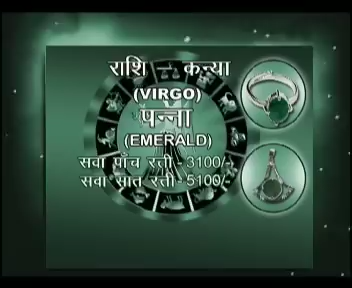 राशि - कन्या
(VIRGO)
पन्ना
(EMERALD)
सवा पाँच रत्ती - 3100/-
सवा सात रत्ती - 5100/-